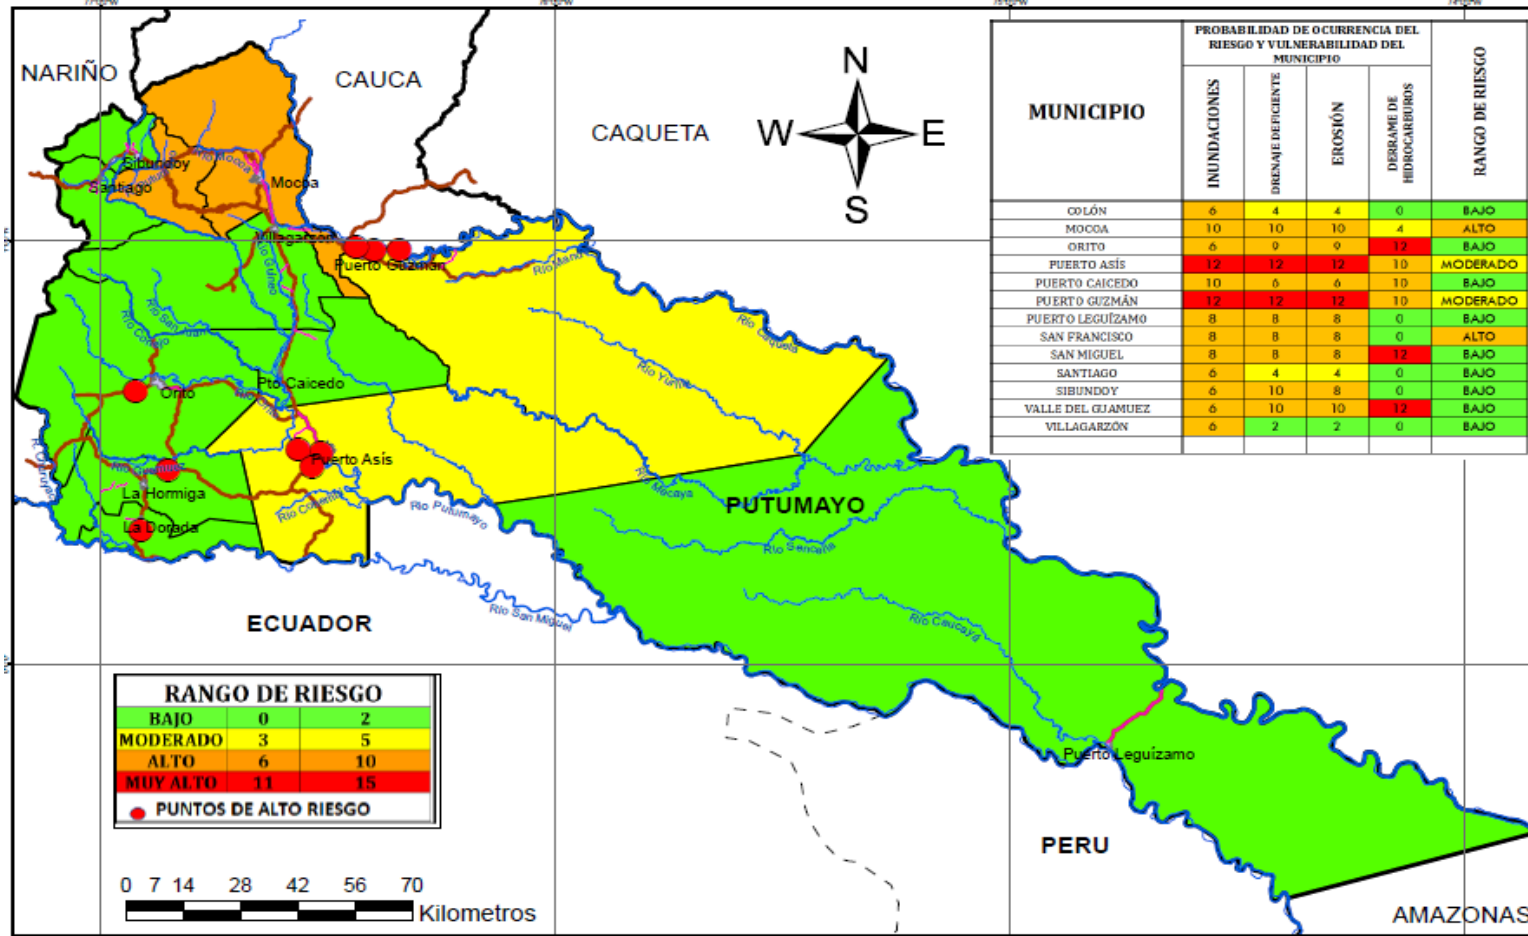 NARIÑO
CAUCA
CAQUETA
N
W
E
S
Sibundoy
Santiago
Río Mocoa
Mocoa
Villagarzón
Puerto Guzmán
Río Guineo
Río Caquetá
Río San Juan
Río Yurilla
Pto Caicedo
Orito
Puerto Asís
La Hormiga
La Dorada
Río Putumayo
Río Mecaya
PUTUMAYO
Río Sencella
Río San Miguel
Río Caucayá
ECUADOR
Puerto Leguízamo
PERU
AMAZONAS
MUNICIPIO
PROBABILIDAD DE OCURRENCIA DEL
RIESGO Y VULNERABILIDAD DEL
MUNICIPIO
INUNDACIONES
DRENAJE DEFICIENTE
EROSIÓN
DERRAME DE
HIDROCARBUROS
RANGO DE RIESGO
COLÓN 6 4 4 0 BAJO
MOCOA 10 10 10 4 ALTO
ORITO 6 9 9 12 BAJO
PUERTO ASÍS 12 12 12 10 MODERADO
PUERTO CAICEDO 10 6 6 10 BAJO
PUERTO GUZMÁN 12 12 12 10 MODERADO
PUERTO LEGUÍZAMO 8 8 8 0 BAJO
SAN FRANCISCO 8 8 8 0 ALTO
SAN MIGUEL 8 8 8 12 BAJO
SANTIAGO 6 4 4 0 BAJO
SIBUNDOY 6 10 8 0 BAJO
VALLE DEL GUAMUEZ 6 10 10 12 BAJO
VILLAGARZÓN 6 2 2 0 BAJO
RANGO DE RIESGO
BAJO 0 2
MODERADO 3 5
ALTO 6 10
MUY ALTO 11 15
PUNTOS DE ALTO RIESGO
0 7 14 28 42 56 70
Kilometros